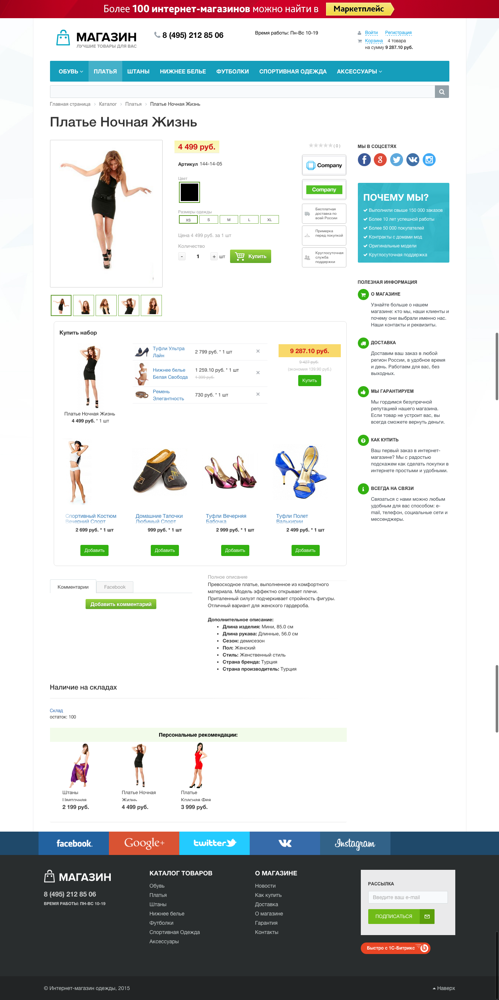 Более 100 интернет-магазинов можно найти в Маркетплейс
МАГАЗИН
ЛУЧШИЕ ТОВАРЫ ДЛЯ ВАС
8 (495) 212 85 06
Время работы: Пн-Вс 10-19
Войти Регистрация
Корзина 4 товара
на сумму 9 287.10 руб.
ОБУВЬ ПЛАТЬЯ ШТАНЫ НИЖНЕЕ БЕЛЬЕ ФУТБОЛКИ СПОРТИВНАЯ ОДЕЖДА АКСЕССУАРЫ
Главная страница Каталог Платья Платье Ночная Жизнь
Платье Ночная Жизнь
4 499 руб.
( 0 )
Артикул 144-14-05
Цвет
Размеры одежды
XS S M L XL
Цена 4 499 руб. за 1 шт
Количество
- 1 + шт Купить
Company
Company
Бесплатная
доставка по
всей России
Примерка
перед покупкой
Круглосуточная
служба
поддержки
МЫ В СОЦСЕТЯХ
ПОЧЕМУ МЫ?
Выполнили свыше 150 000 заказов
Более 10 лет успешной работы
Более 50 000 покупателей
Контракты с домами мод
Оригинальные модели
Круглосуточная поддержка
ПОЛЕЗНАЯ ИНФОРМАЦИЯ
О МАГАЗИНЕ
Узнайте больше о нашем
магазине: кто мы, наши клиенты и
почему они выбрали именно нас.
Наши контакты и реквизиты.
ДОСТАВКА
Доставим ваш заказ в любой
регион России, в удобное время
и день. Работаем для вас, без
выходных.
МЫ ГАРАНТИРУЕМ
Мы гордимся безупречной
репутацией нашего магазина.
Если товар не устроит вас, вы
всегда сможете вернуть деньги.
КАК КУПИТЬ
Ваш первый заказ в интернет-
магазине? Мы с радостью
подскажем как сделать покупки в
интернете простыми и удобными.
ВСЕГДА НА СВЯЗИ
Связаться с нами можно любым
удобным для вас способом: e-
mail, телефон, социальные сети и
мессенджеры.
Купить набор
Платье Ночная Жизнь
4 499 руб. * 1 шт
Туфли Ультра
Лайн
2 799 руб. * 1 шт
Нижнее белье
Белая Свобода
1 259.10 руб. * 1 шт
1 399 руб.
Ремень
Элегантность
730 руб. * 1 шт
9 287.10 руб.
9 427 руб.
(экономия 139.90 руб.)
Купить
Спортивный Костюм
Вечерний Спорт
2 699 руб. * 1 шт
Добавить
Домашние Тапочки
Любимый Спорт
999 руб. * 1 шт
Добавить
Туфли Вечерняя
Бабочка
2 999 руб. * 1 шт
Добавить
Туфли Полет
Валькирии
2 499 руб. * 1 шт
Добавить
Комментарии Facebook
Добавить комментарий
Полное описание
Превосходное платье, выполненное из комфортного
материала. Модель эффектно открывает плечи.
Приталенный силуэт подчеркивает стройность фигуры.
Отличный вариант для женского гардероба.
Дополнительное описание:
• Длина изделия: Мини, 85.0 см
• Длина рукава: Длинные, 56.0 см
• Сезон: демисезон
• Пол: Женский
• Стиль: Женственный стиль
• Страна бренда: Турция
• Страна производитель: Турция
Наличие на складах
Склад
остаток: 100
Персональные рекомендации:
Штаны
Цветочная
2 199 руб.
Платье Ночная
Жизнь
4 499 руб.
Платье
Красная Фея
3 999 руб.
facebook. Google+ twitter Instagram
МАГАЗИН
8 (495) 212 85 06
ВРЕМЯ РАБОТЫ: ПН-ВС 10-19
КАТАЛОГ ТОВАРОВ
Обувь
Платья
Штаны
Нижнее белье
Футболки
Спортивная Одежда
Аксессуары
О МАГАЗИНЕ
Новости
Как купить
Доставка
О магазине
Гарантия
Контакты
РАССЫЛКА
Введите ваш e-mail
ПОДПИСАТЬСЯ
Быстро с 1С-Битрикс
© Интернет-магазин одежды, 2015
Наверх